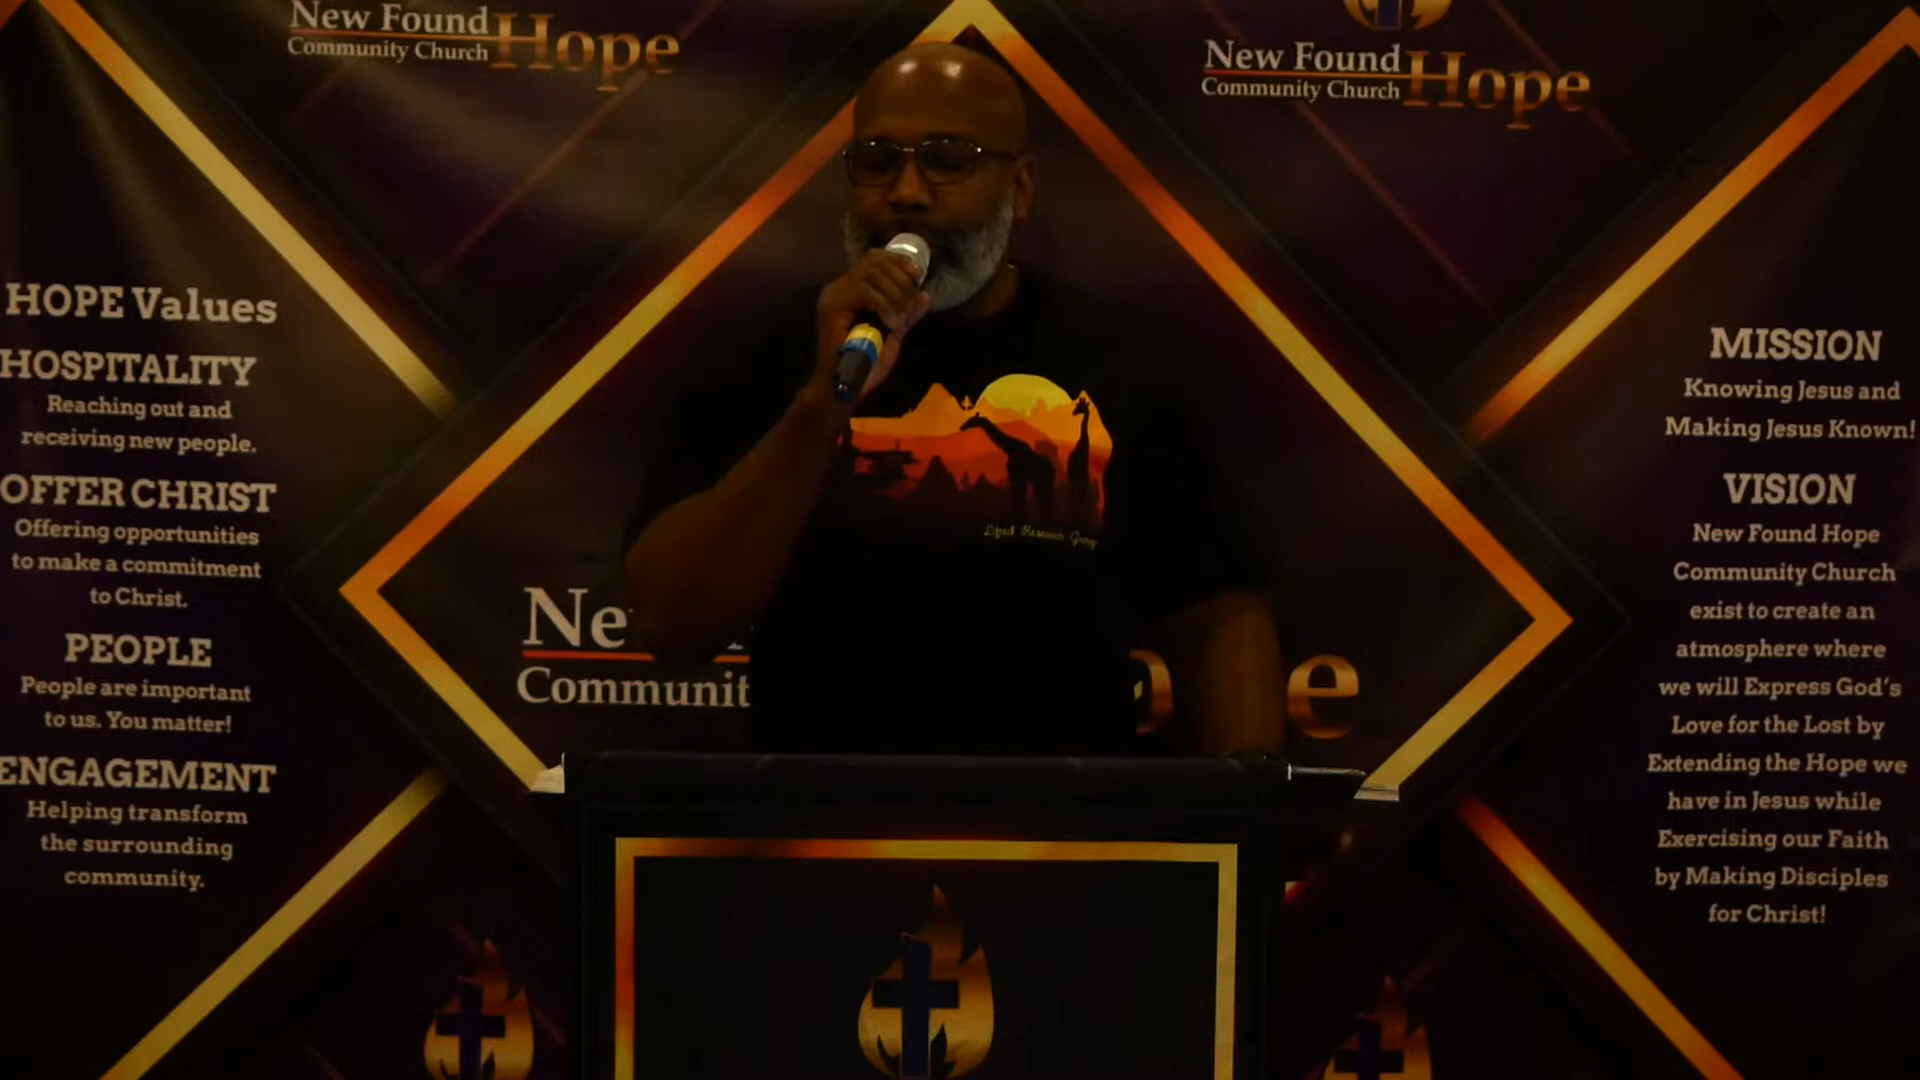 New Found
Community Church
Hope
New Found
Community Church
Hope
HOPE Values
HOSPITALITY
Reaching out and
receiving new people.
OFFER CHRIST
Offering opportunities
to make a commitment
to Christ.
PEOPLE
People are important
to us. You matter!
ENGAGEMENT
Helping transform
the surrounding
community.
Ne
Communit
ope
MISSION
Knowing Jesus and
Making Jesus Known!
VISION
New Found Hope
Community Church
exist to create an
atmosphere where
we will Express God's
Love for the Lost by
Extending the Hope we
have in Jesus while
Exercising our Faith
by Making Disciples
for Christ!